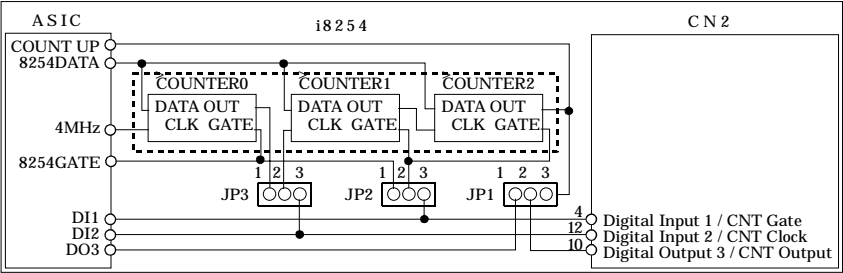 ASIC
i8254
CN2
COUNT UP
8254DATA
COUNTER0 COUNTER1 COUNTER2
DATA OUT DATA OUT DATA OUT
CLK GATE CLK GATE CLK GATE
4MHz
8254GATE
1 2 3 1 2 3 1 2 3
JP3 JP2 JP1
DI1 4 Digital Input 1 / CNT Gate
DI2 12 Digital Input 2 / CNT Clock
DO3 10 Digital Output 3 / CNT Output